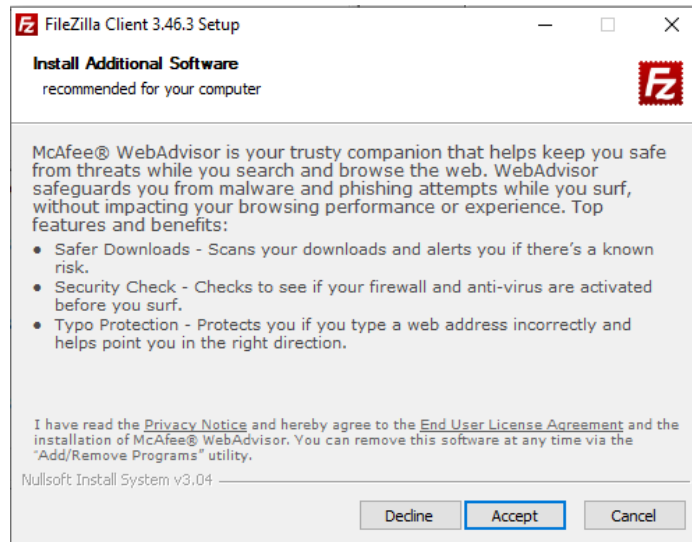 FileZilla Client 3.46.3 Setup
Install Additional Software
recommended for your computer
Fz
McAfee® WebAdvisor is your trusty companion that helps keep you safe
from threats while you search and browse the web. WebAdvisor
safeguards you from malware and phishing attempts while you surf,
without impacting your browsing performance or experience. Top
features and benefits:
• Safer Downloads - Scans your downloads and alerts you if there's a known
risk.
• Security Check - Checks to see if your firewall and anti-virus are activated
before you surf.
• Typo Protection - Protects you if you type a web address incorrectly and
helps point you in the right direction.
I have read the Privacy Notice and hereby agree to the End User License Agreement and the
installation of McAfee® WebAdvisor. You can remove this software at any time via the
"Add/Remove Programs" utility.
Nullsoft Install System v3.04
Decline Accept Cancel